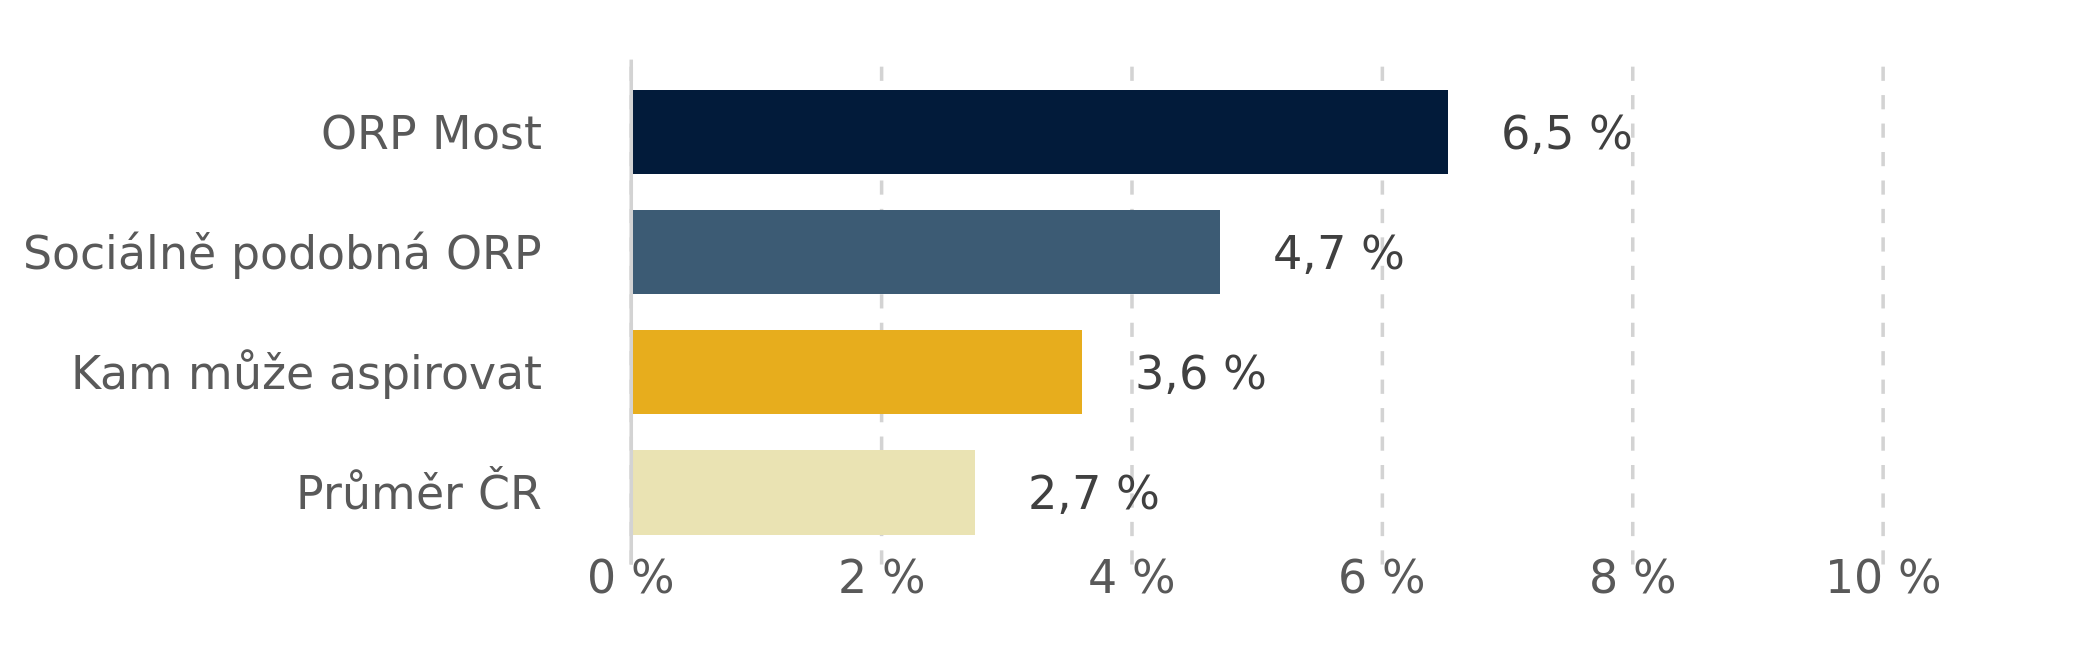 ORP Most 6,5 %
Sociálně podobná ORP 4,7 %
Kam může aspirovat 3,6 %
Průměr ČR 2,7 %
0 % 2 % 4 % 6 % 8 % 10 %